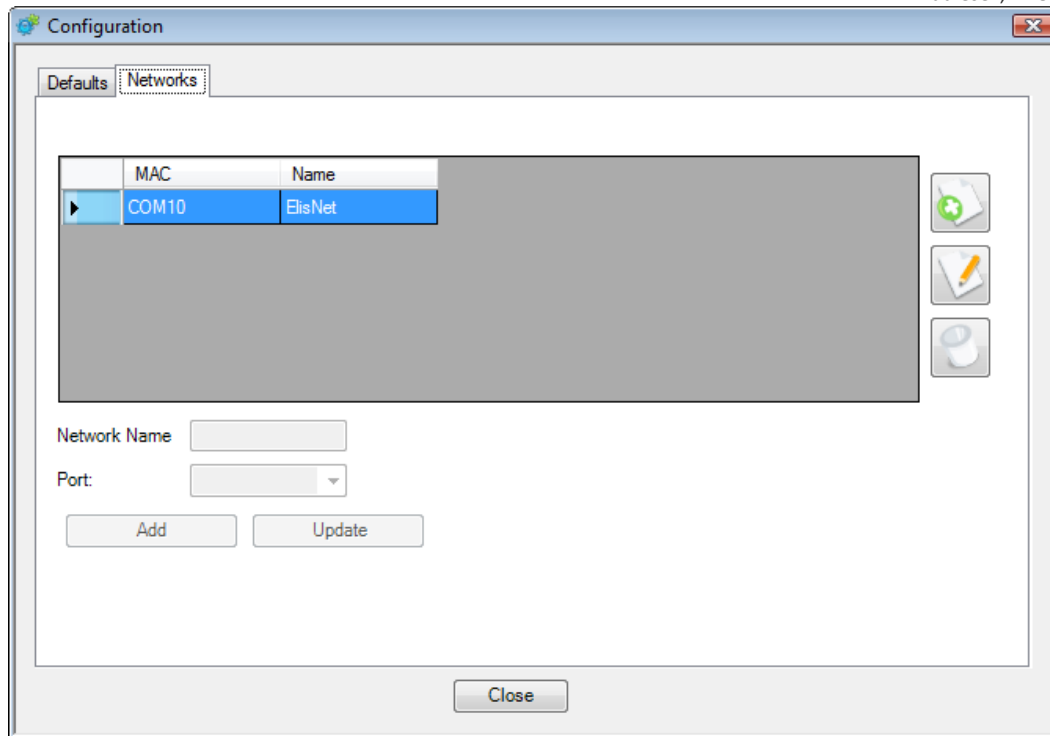 Configuration
Defaults Networks
MAC Name
COM10 ElisNet
Network Name
Port:
Add Update
Close